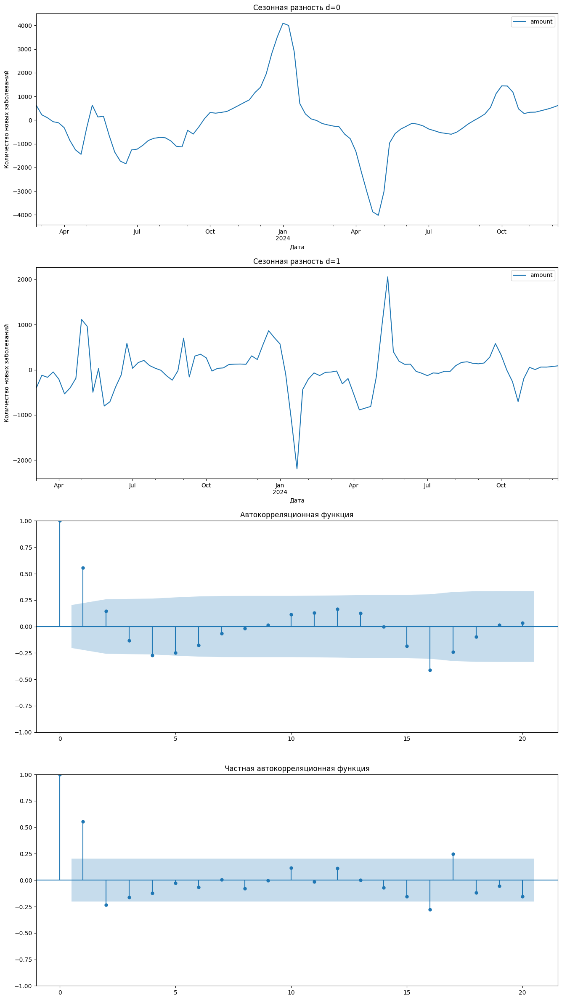 Сезонная разность d=0
amount
Количество новых заболеваний
4000
3000
2000
1000
0
−1000
−2000
−3000
−4000
Apr
Jul
Oct
Jan
2024
Apr
Jul
Oct
Дата
Сезонная разность d=1
amount
Количество новых заболеваний
2000
1000
0
−1000
−2000
Apr
Jul
Oct
Jan
2024
Apr
Jul
Oct
Дата
Автокорреляционная функция
1.00
0.75
0.50
0.25
0.00
−0.25
−0.50
−0.75
−1.00
0
5
10
15
20
Частная автокорреляционная функция
1.00
0.75
0.50
0.25
0.00
−0.25
−0.50
−0.75
−1.00
0
5
10
15
20